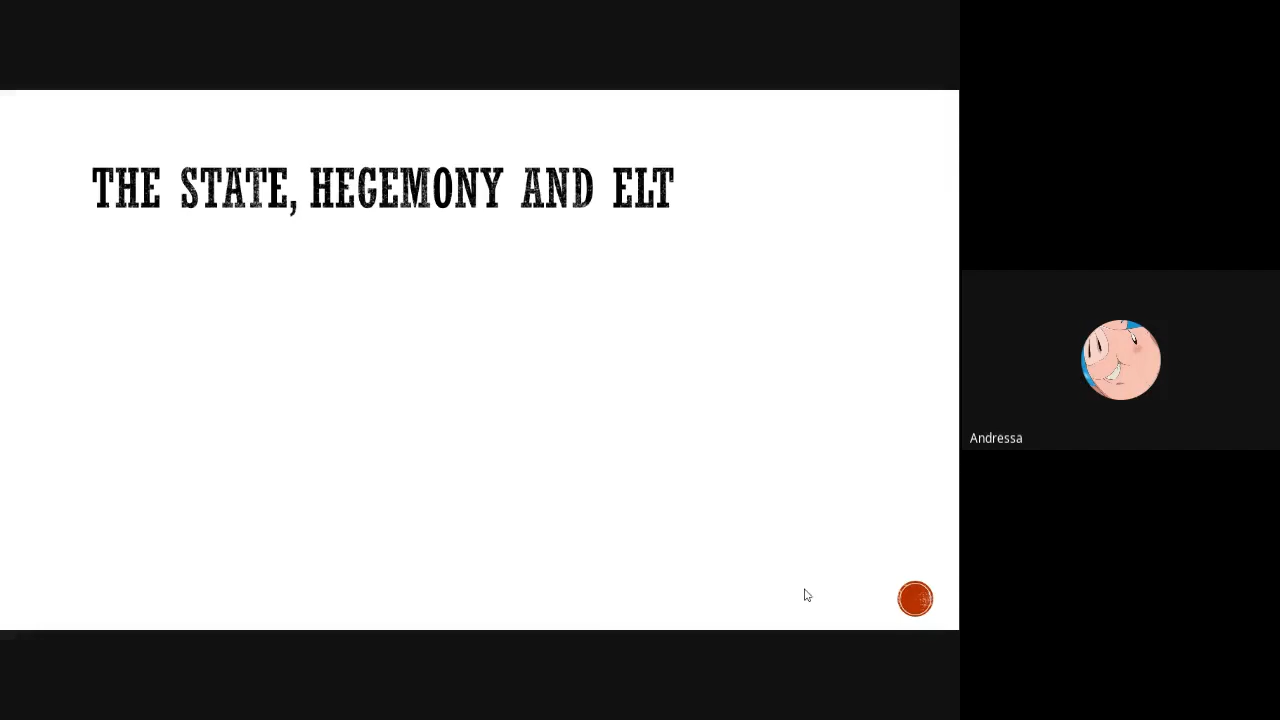 THE STATE, HEGEMONY AND ELT
Andressa